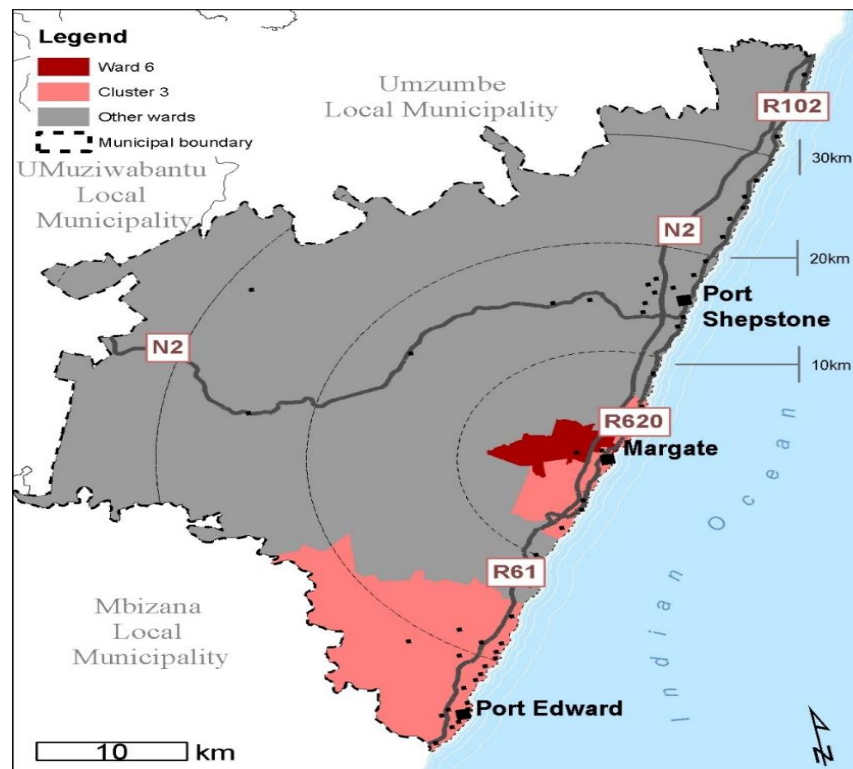 Legend
Ward 6
Cluster 3
Other wards
Municipal boundary
Umzumbe
Local Municipality
UMuziwabantu
Local
Municipality
R102
30km
N2
20km
Port
Shepstone
N2
10km
R620
Margate
R61
Mbizana
Local
Municipality
Indian Ocean
Port Edward
10 km
N